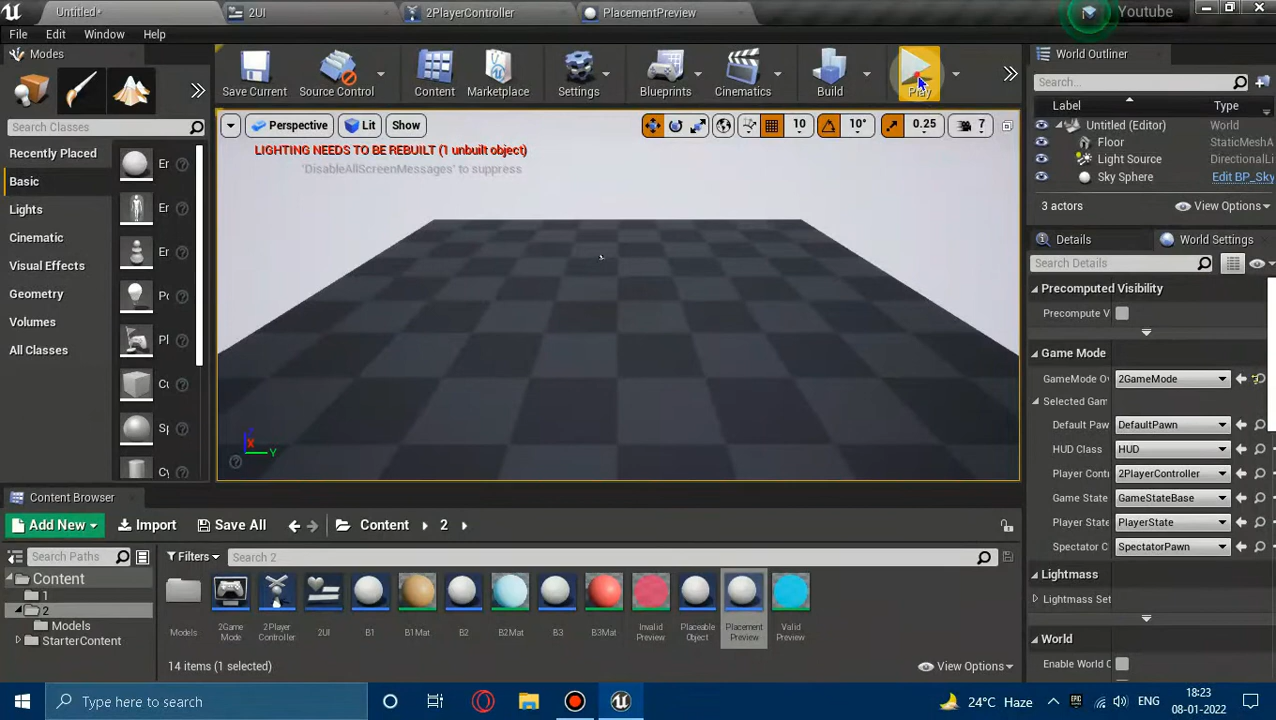 Untitled*
2UI
2PlayerController
PlacementPreview
Youtube
File Edit Window Help
Modes
Search Classes
Recently Placed
Basic
Lights
Cinematic
Visual Effects
Geometry
Volumes
All Classes
Save Current
Source Control
Content
Marketplace
Settings
Blueprints
Cinematics
Build
Play
Perspective
Lit
Show
10
10°
0.25
7
LIGHTING NEEDS TO BE REBUILT (1 unbuilt object)
'DisableAllScreenMessages' to suppress
X
Y
World Outliner
Search...
Label
Type
Untitled (Editor)
World
Floor
StaticMeshA
Light Source
DirectionalLi
Sky Sphere
Edit BP_Sky
3 actors
View Options
Details
World Settings
Search Details
Precomputed Visibility
Precompute V
Game Mode
GameMode O
2GameMode
Selected Gam
Default Paw
DefaultPawn
HUD Class
HUD
Player Contr
2PlayerController
Game State
GameStateBase
Player State
PlayerState
Spectator C
SpectatorPawn
Lightmass
Lightmass Set
World
Enable World C
Content Browser
Add New
Import
Save All
Content
2
Search Paths
Filters
Search 2
Content
1
2
Models
StarterContent
Models
2Game Mode
2Player Controller
2UI
B1
B1Mat
B2
B2Mat
B3
B3Mat
Invalid Preview
Placeable Object
Placement Preview
Valid Preview
14 items (1 selected)
View Options
Type here to search
24°C Haze
ENG
18:23
08-01-2022